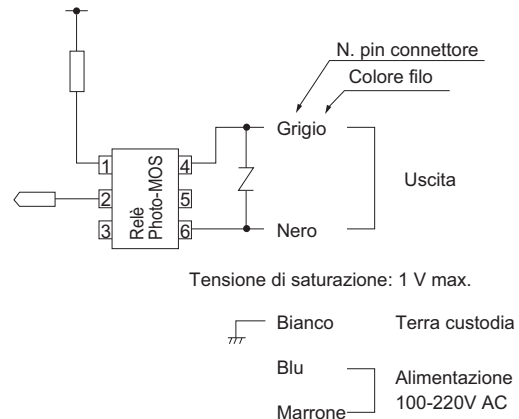 N. pin connettore
Colore filo
Grigio
1
4
2
5
3
6
Relè
Photo-MOS
Uscita
Nero
Tensione di saturazione: 1 V max.
Bianco Terra custodia
Blu
Alimentazione
100-220V AC
Marrone